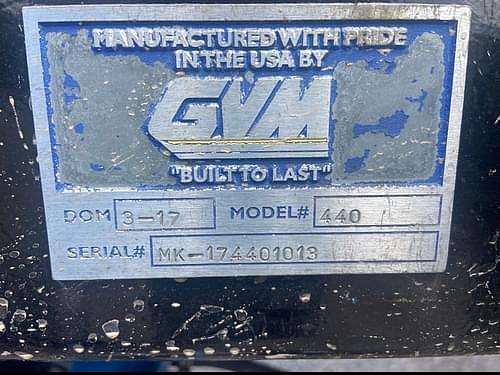 MANUFACTURED WITH PRIDE
IN THE USA BY
GVM
"BUILT TO LAST"
DOM 3-17 MODEL# 440
SERIAL# MK-174401013